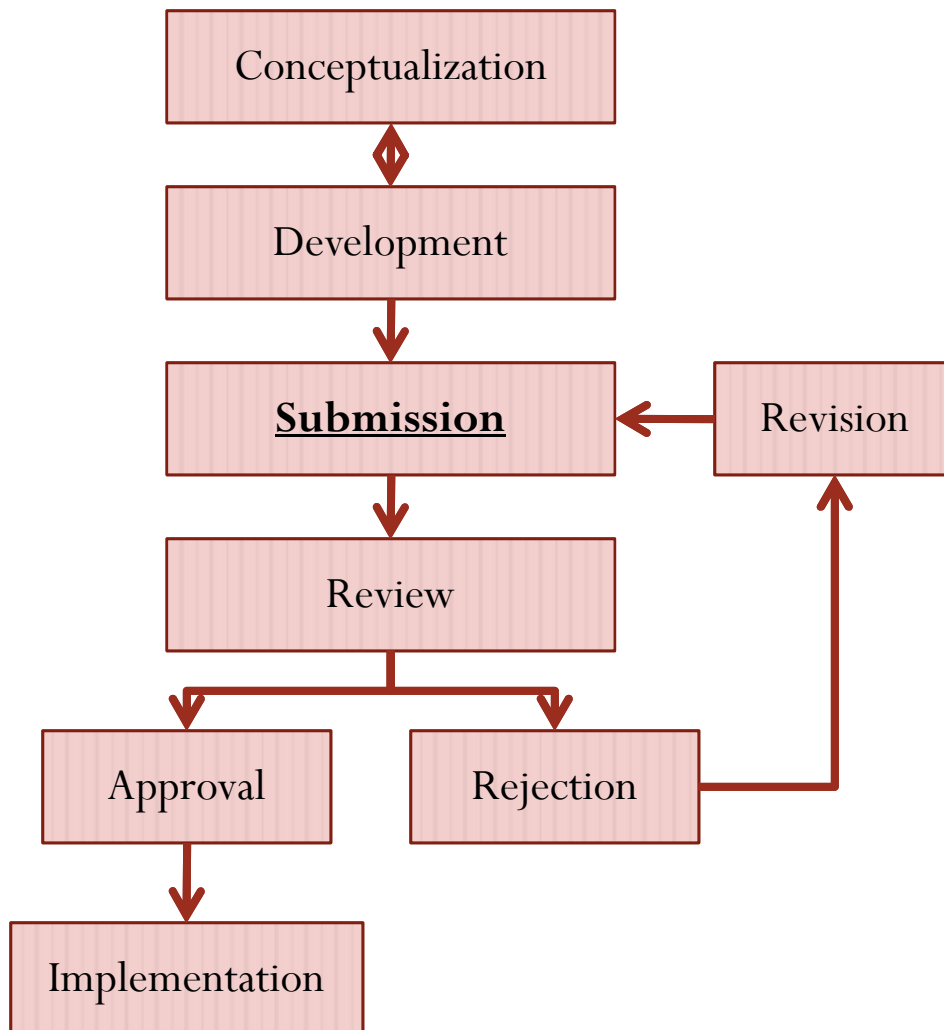 Conceptualization
Development
Submission
Revision
Review
Approval
Rejection
Implementation